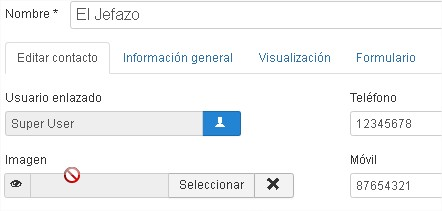 Nombre * El Jefazo
Editar contacto Información general Visualización Formulario
Usuario enlazado Teléfono
Super User 12345678
Imagen Móvil
Seleccionar 87654321